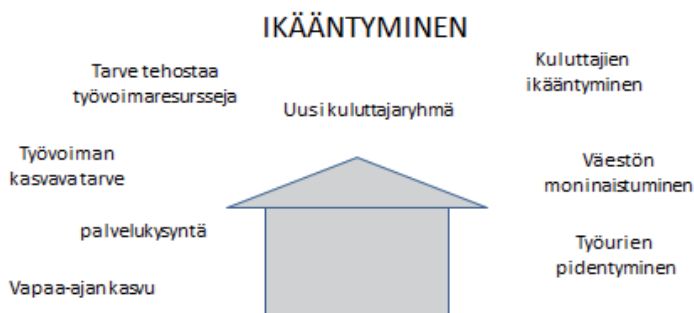 IKÄÄNTYMINEN
Tarve tehostaa
työvoimaresursseja
Uusi kuluttajaryhmä
Kuluttajien
ikääntyminen
Työvoiman
kasvava tarve
Väestön
moninaistuminen
palvelukysyntä
Työurien
pidentyminen
Vapaa-ajan kasvu